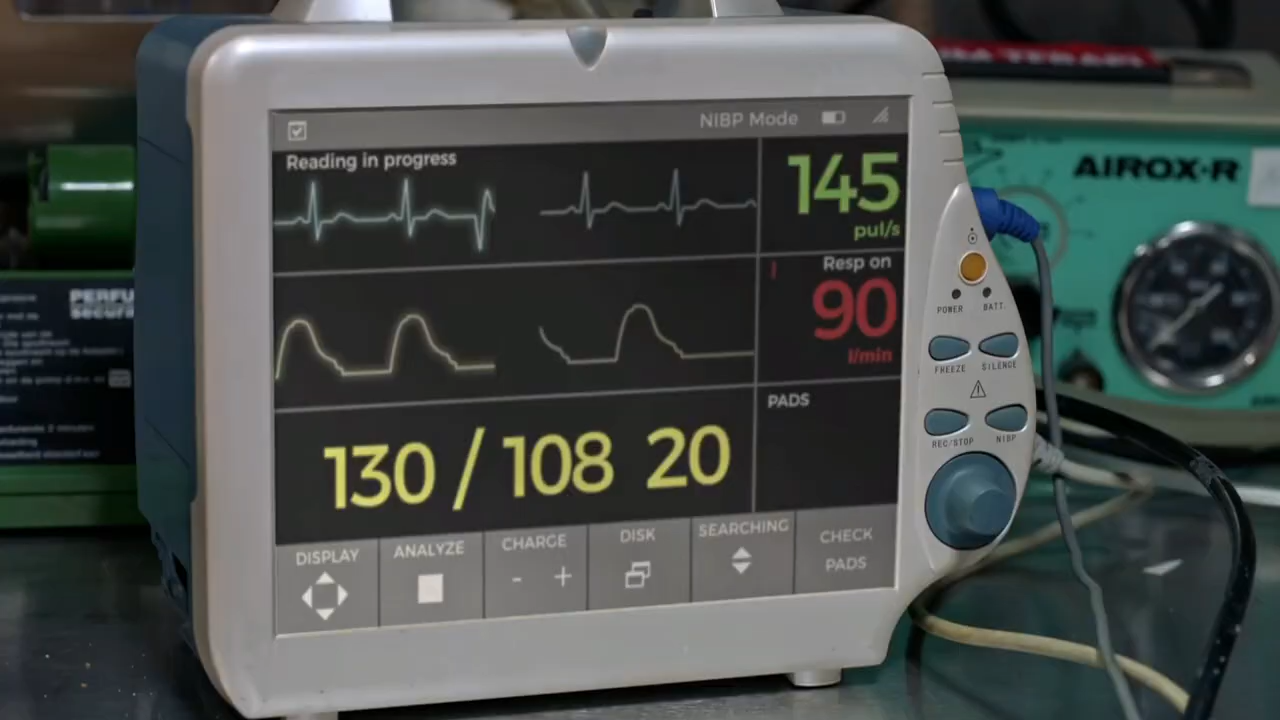 NIBP Mode
Reading in progress
145
pul/s
Resp on
90
l/min
PADS
130 / 108 20
DISPLAY
ANALYZE
CHARGE
- +
DISK
SEARCHING
CHECK
PADS
POWER
BATT.
FREEZE
SILENCE
REC/STOP
NIBP
AIROX-R